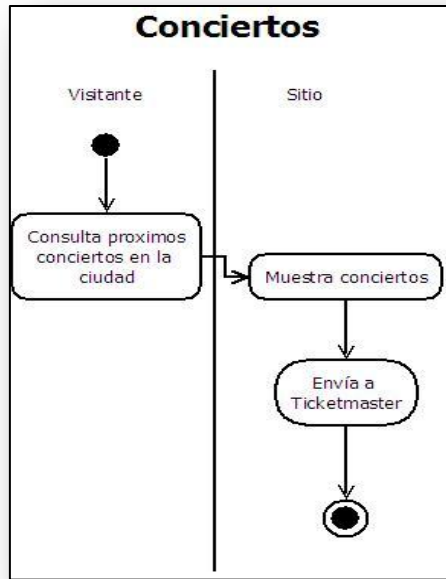 Conciertos
Visitante
Sitio
Consulta proximos
conciertos en la
ciudad
Muestra conciertos
Envía a
Ticketmaster